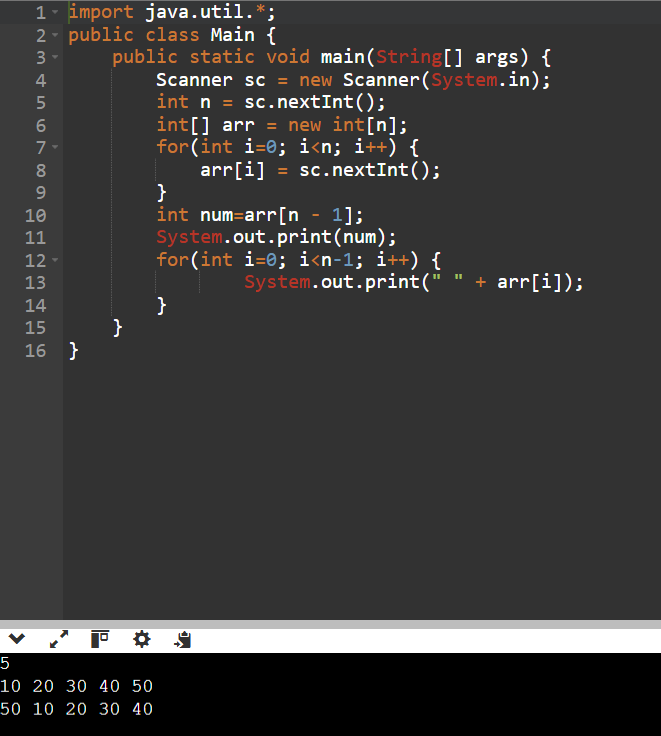 1 import java.util.*;
2 public class Main {
3     public static void main(String[] args) {
4         Scanner sc = new Scanner(System.in);
5         int n = sc.nextInt();
6         int[] arr = new int[n];
7         for(int i=0; i<n; i++) {
8             arr[i] = sc.nextInt();
9         }
10         int num=arr[n - 1];
11         System.out.print(num);
12         for(int i=0; i<n-1; i++) {
13                 System.out.print(" " + arr[i]);
14         }
15     }
16 }
5
10 20 30 40 50
50 10 20 30 40